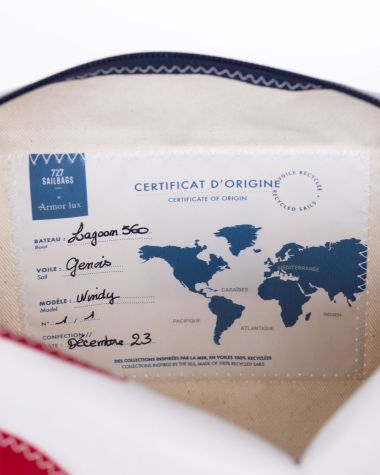 727
SAILBAGS
Armor lux
CERTIFICAT D'ORIGINE
CERTIFICATE OF ORIGIN
VOILE RECYCLÉE
RECYCLED SAILS
BATEAU : Lagoon 560
Boat
VOILE : Genois
Sail
MODÈLE : Windy
Model
N° 1 / 1
CONFECTION
DATE : Décembre 23
MÉDITERRANÉE
CARAÏBES
PACIFIQUE
ATLANTIQUE
INDIEN
DES COLLECTIONS INSPIRÉES PAR LA MER, EN VOILES 100% RECYCLÉES
COLLECTIONS INSPIRED BY THE SEA, MADE OF 100% RECYCLED SAILS